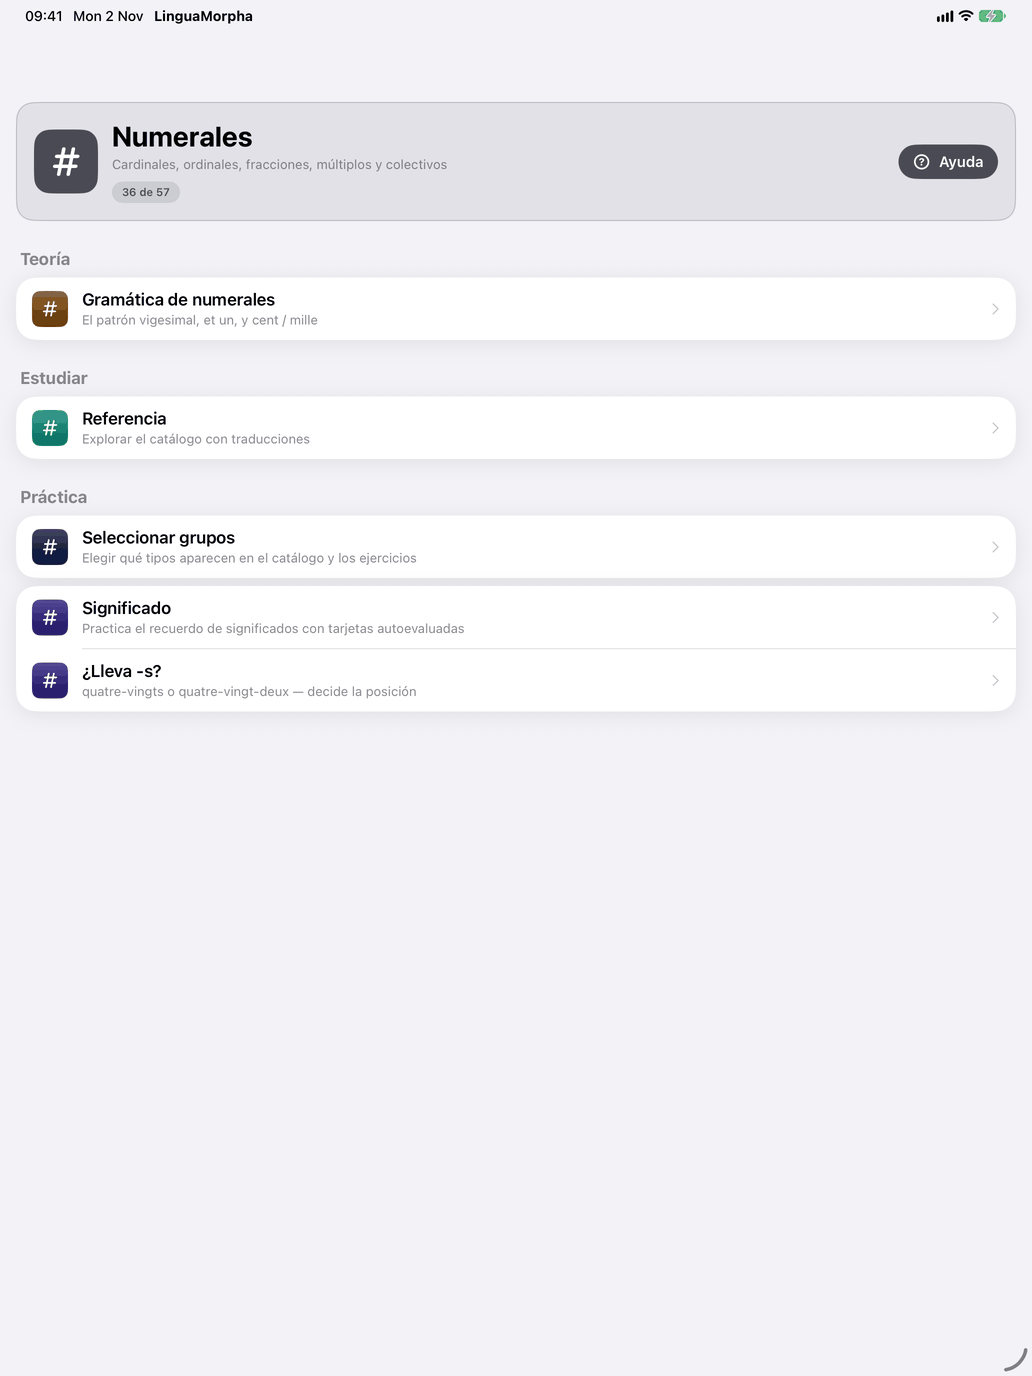 09:41 Mon 2 Nov LinguaMorpha
Numerales
Cardinales, ordinales, fracciones, múltiplos y colectivos
36 de 57
Ayuda
Teoría
Gramática de numerales
El patrón vigesimal, et un, y cent / mille
Estudiar
Referencia
Explorar el catálogo con traducciones
Práctica
Seleccionar grupos
Elegir qué tipos aparecen en el catálogo y los ejercicios
Significado
Practica el recuerdo de significados con tarjetas autoevaluadas
¿Lleva -s?
quatre-vingts o quatre-vingt-deux — decide la posición